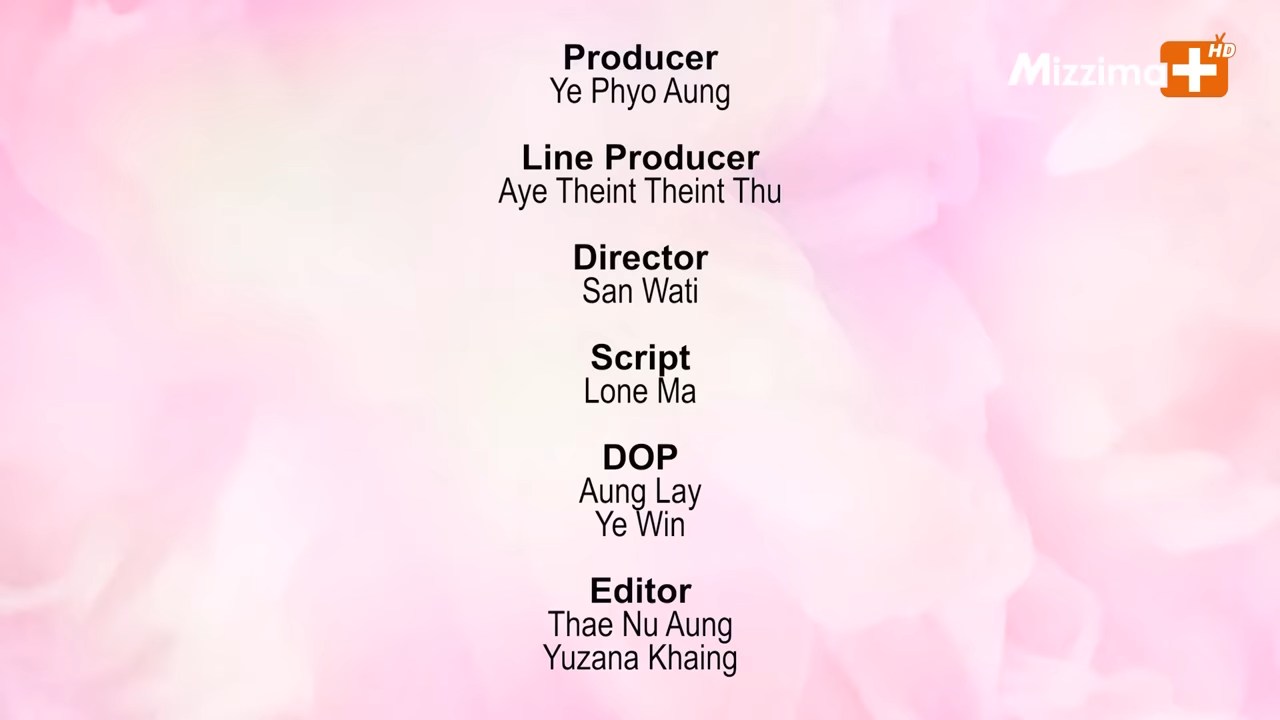 Producer
Ye Phyo Aung
Mizzima+ HD
Line Producer
Aye Theint Theint Thu
Director
San Wati
Script
Lone Ma
DOP
Aung Lay
Ye Win
Editor
Thae Nu Aung
Yuzana Khaing